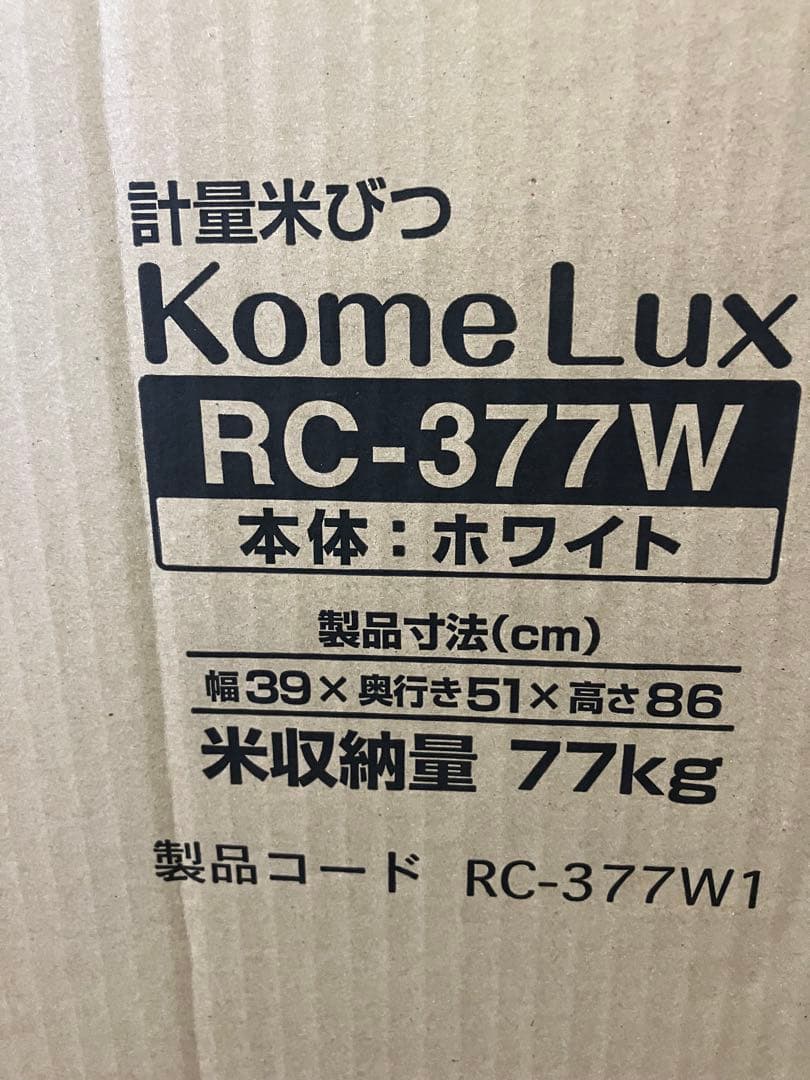 計量米びつ
Kome Lux
RC-377W
本体：ホワイト
製品寸法(cm)
幅39×奥行き51×高さ86
米収納量 77kg
製品コード RC-377W1